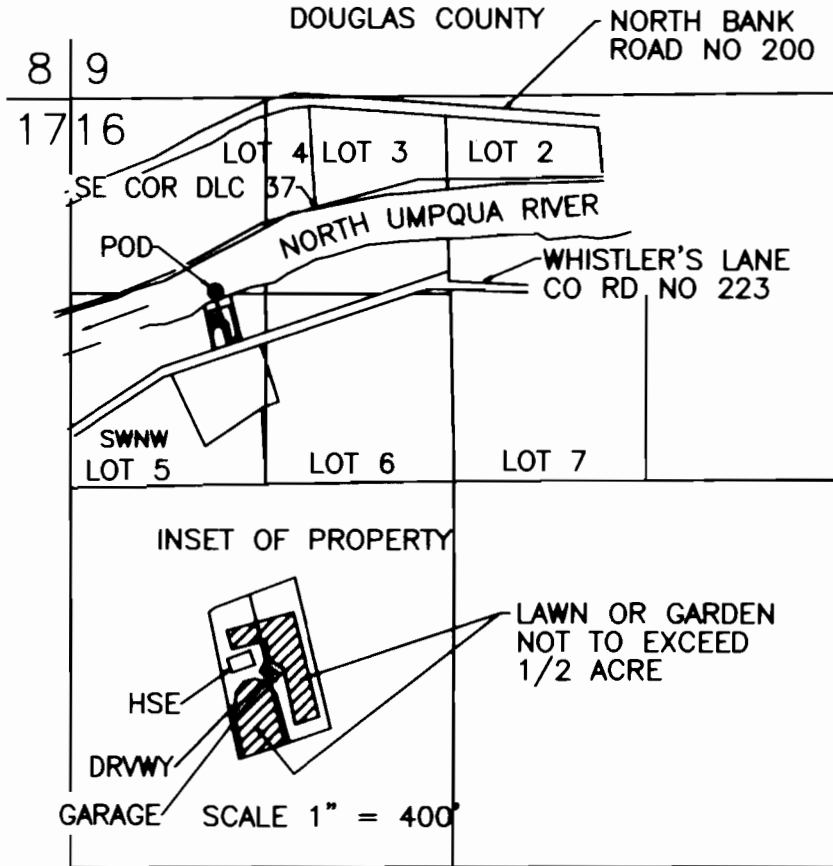 DOUGLAS COUNTY
NORTH BANK
ROAD NO 200
8 9
17 16
LOT 4
LOT 3
LOT 2
SE COR DLC 37
NORTH UMPQUA RIVER
POD
WHISTLER'S LANE
CO RD NO 223
SWNW
LOT 5
LOT 6
LOT 7
INSET OF PROPERTY
LAWN OR GARDEN
NOT TO EXCEED
1/2 ACRE
HSE
DRVWY
GARAGE
SCALE 1" = 400'